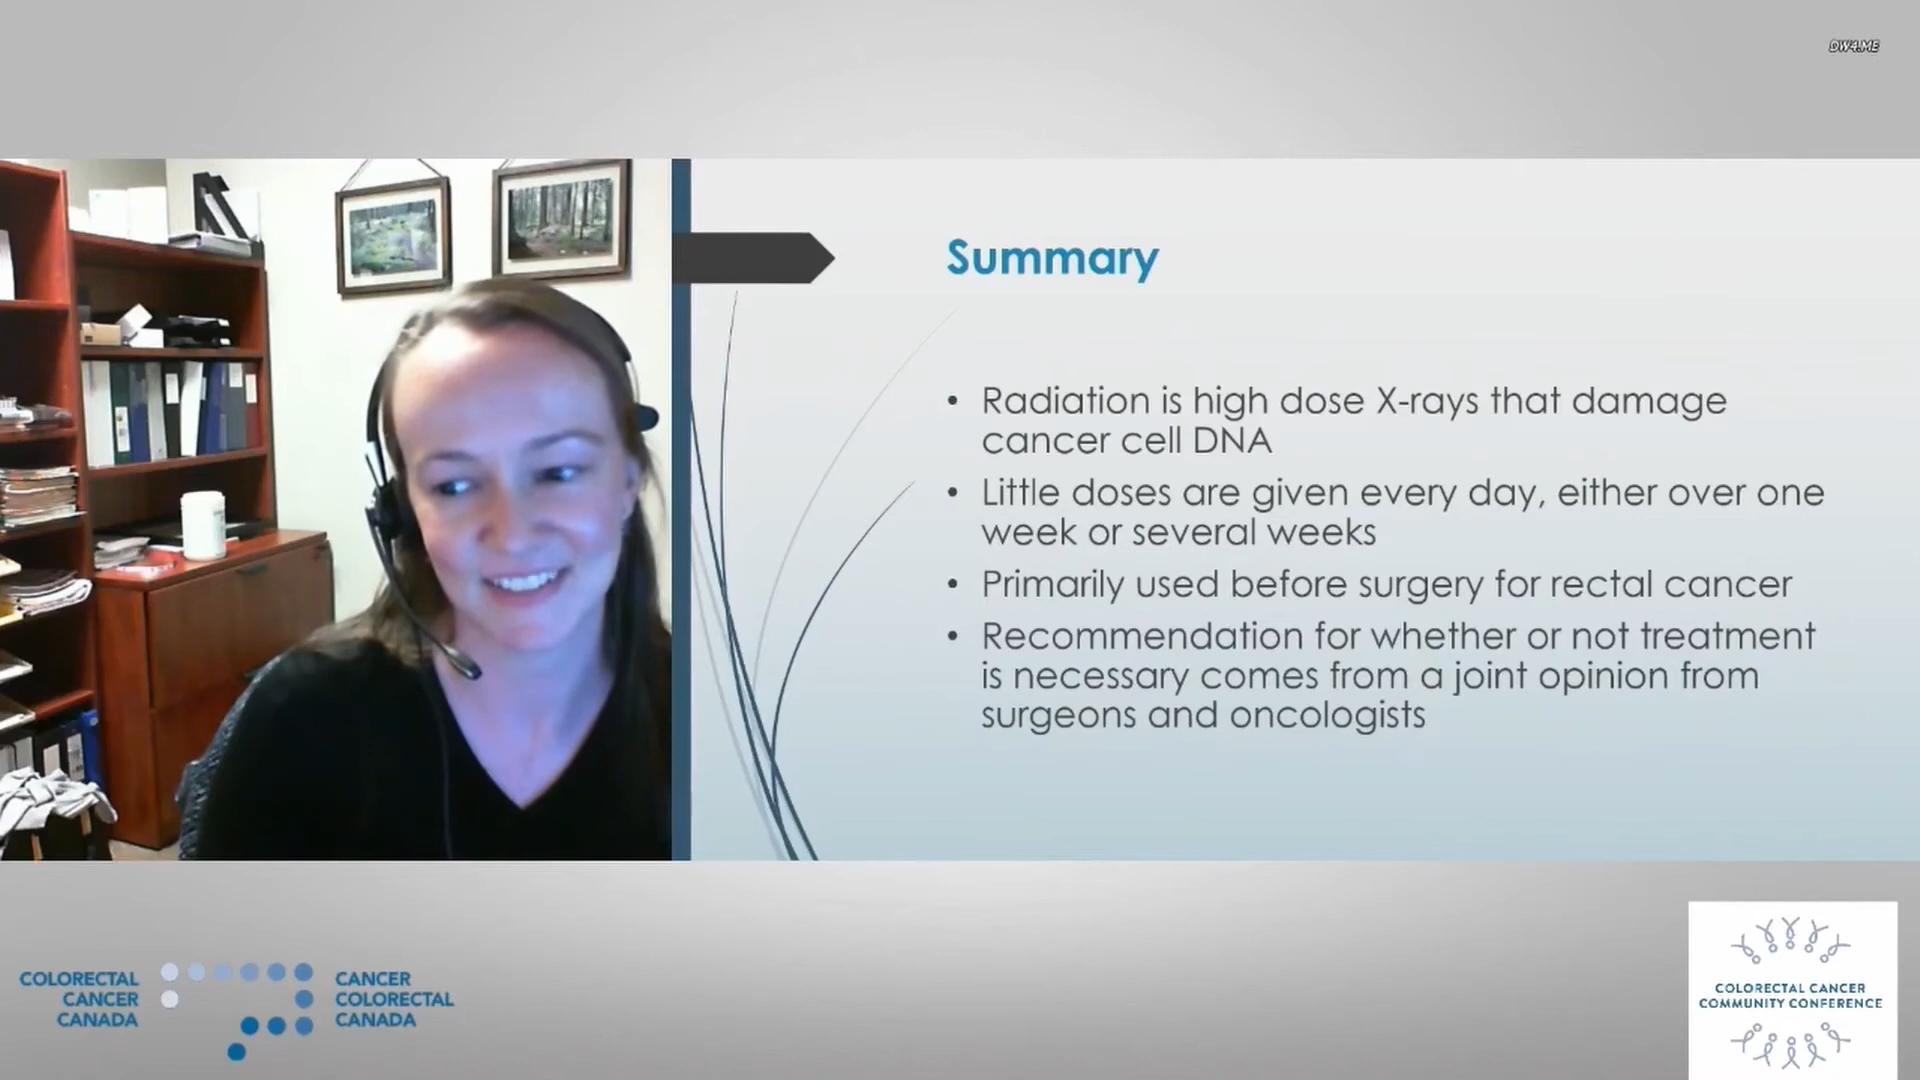 DW4.ME
Summary
• Radiation is high dose X-rays that damage
cancer cell DNA
• Little doses are given every day, either over one
week or several weeks
• Primarily used before surgery for rectal cancer
• Recommendation for whether or not treatment
is necessary comes from a joint opinion from
surgeons and oncologists
COLORECTAL
CANCER
CANADA
CANCER
COLORECTAL
CANADA
COLORECTAL CANCER
COMMUNITY CONFERENCE